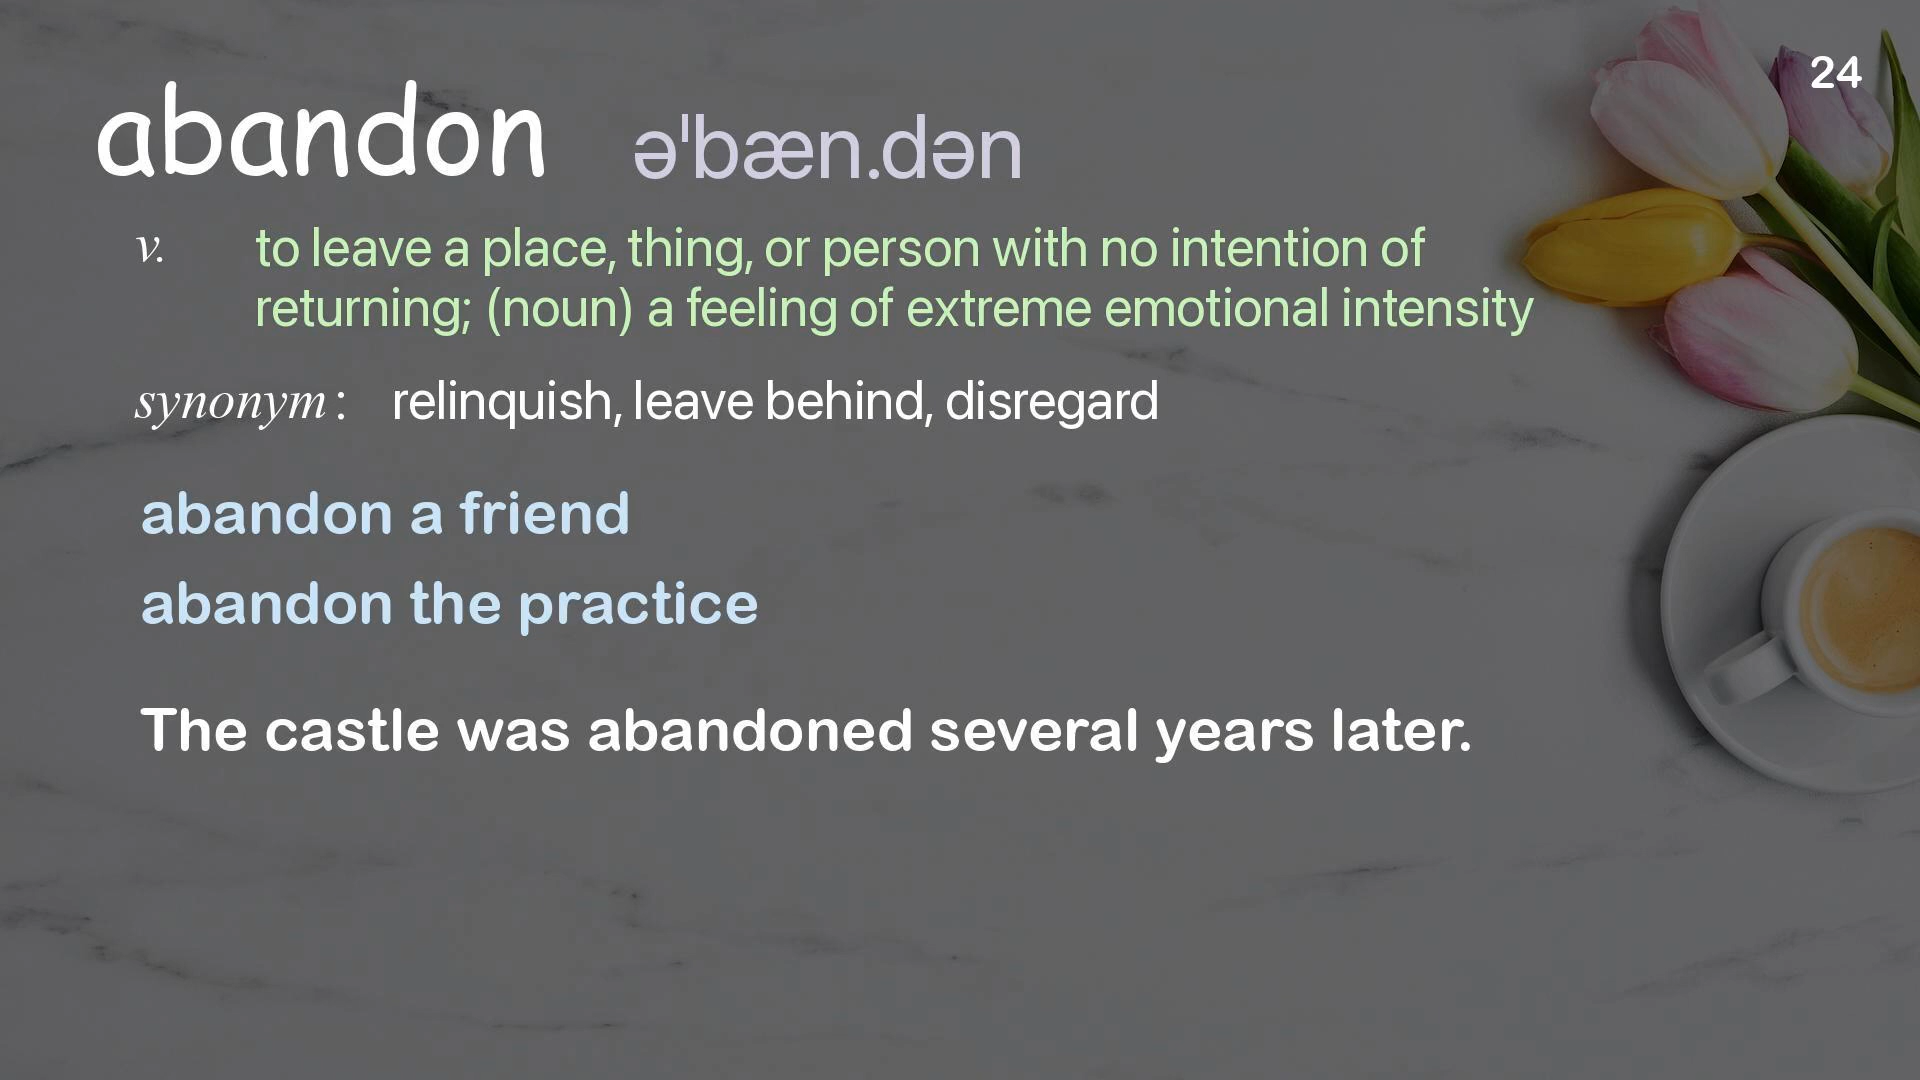 24
abandon əˈbæn.dən
v. to leave a place, thing, or person with no intention of
returning; (noun) a feeling of extreme emotional intensity
synonym : relinquish, leave behind, disregard
abandon a friend
abandon the practice
The castle was abandoned several years later.